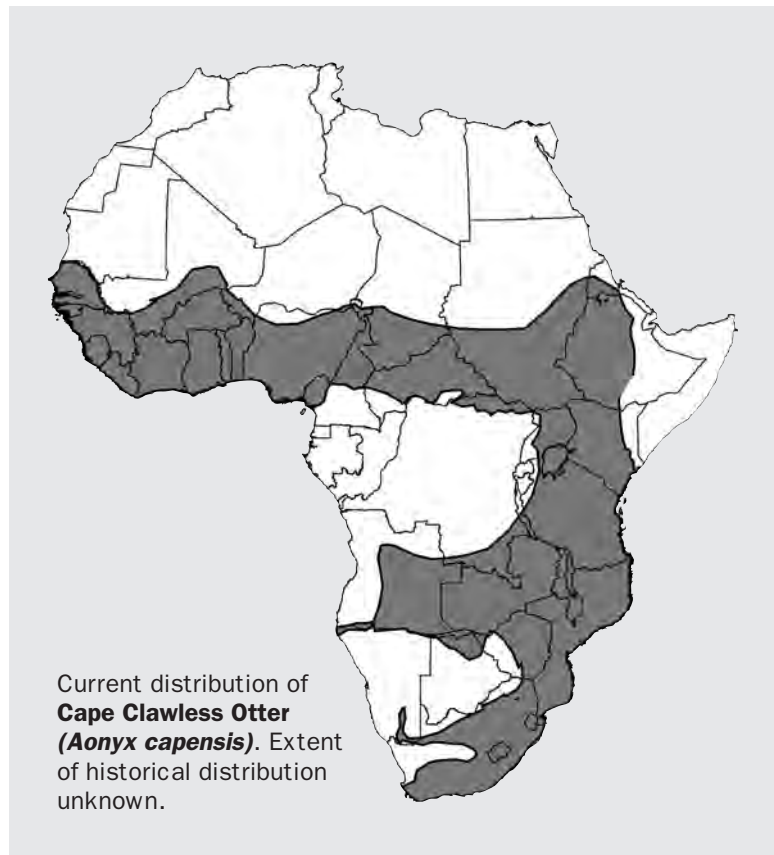 Current distribution of
Cape Clawless Otter
(Aonyx capensis). Extent
of historical distribution
unknown.